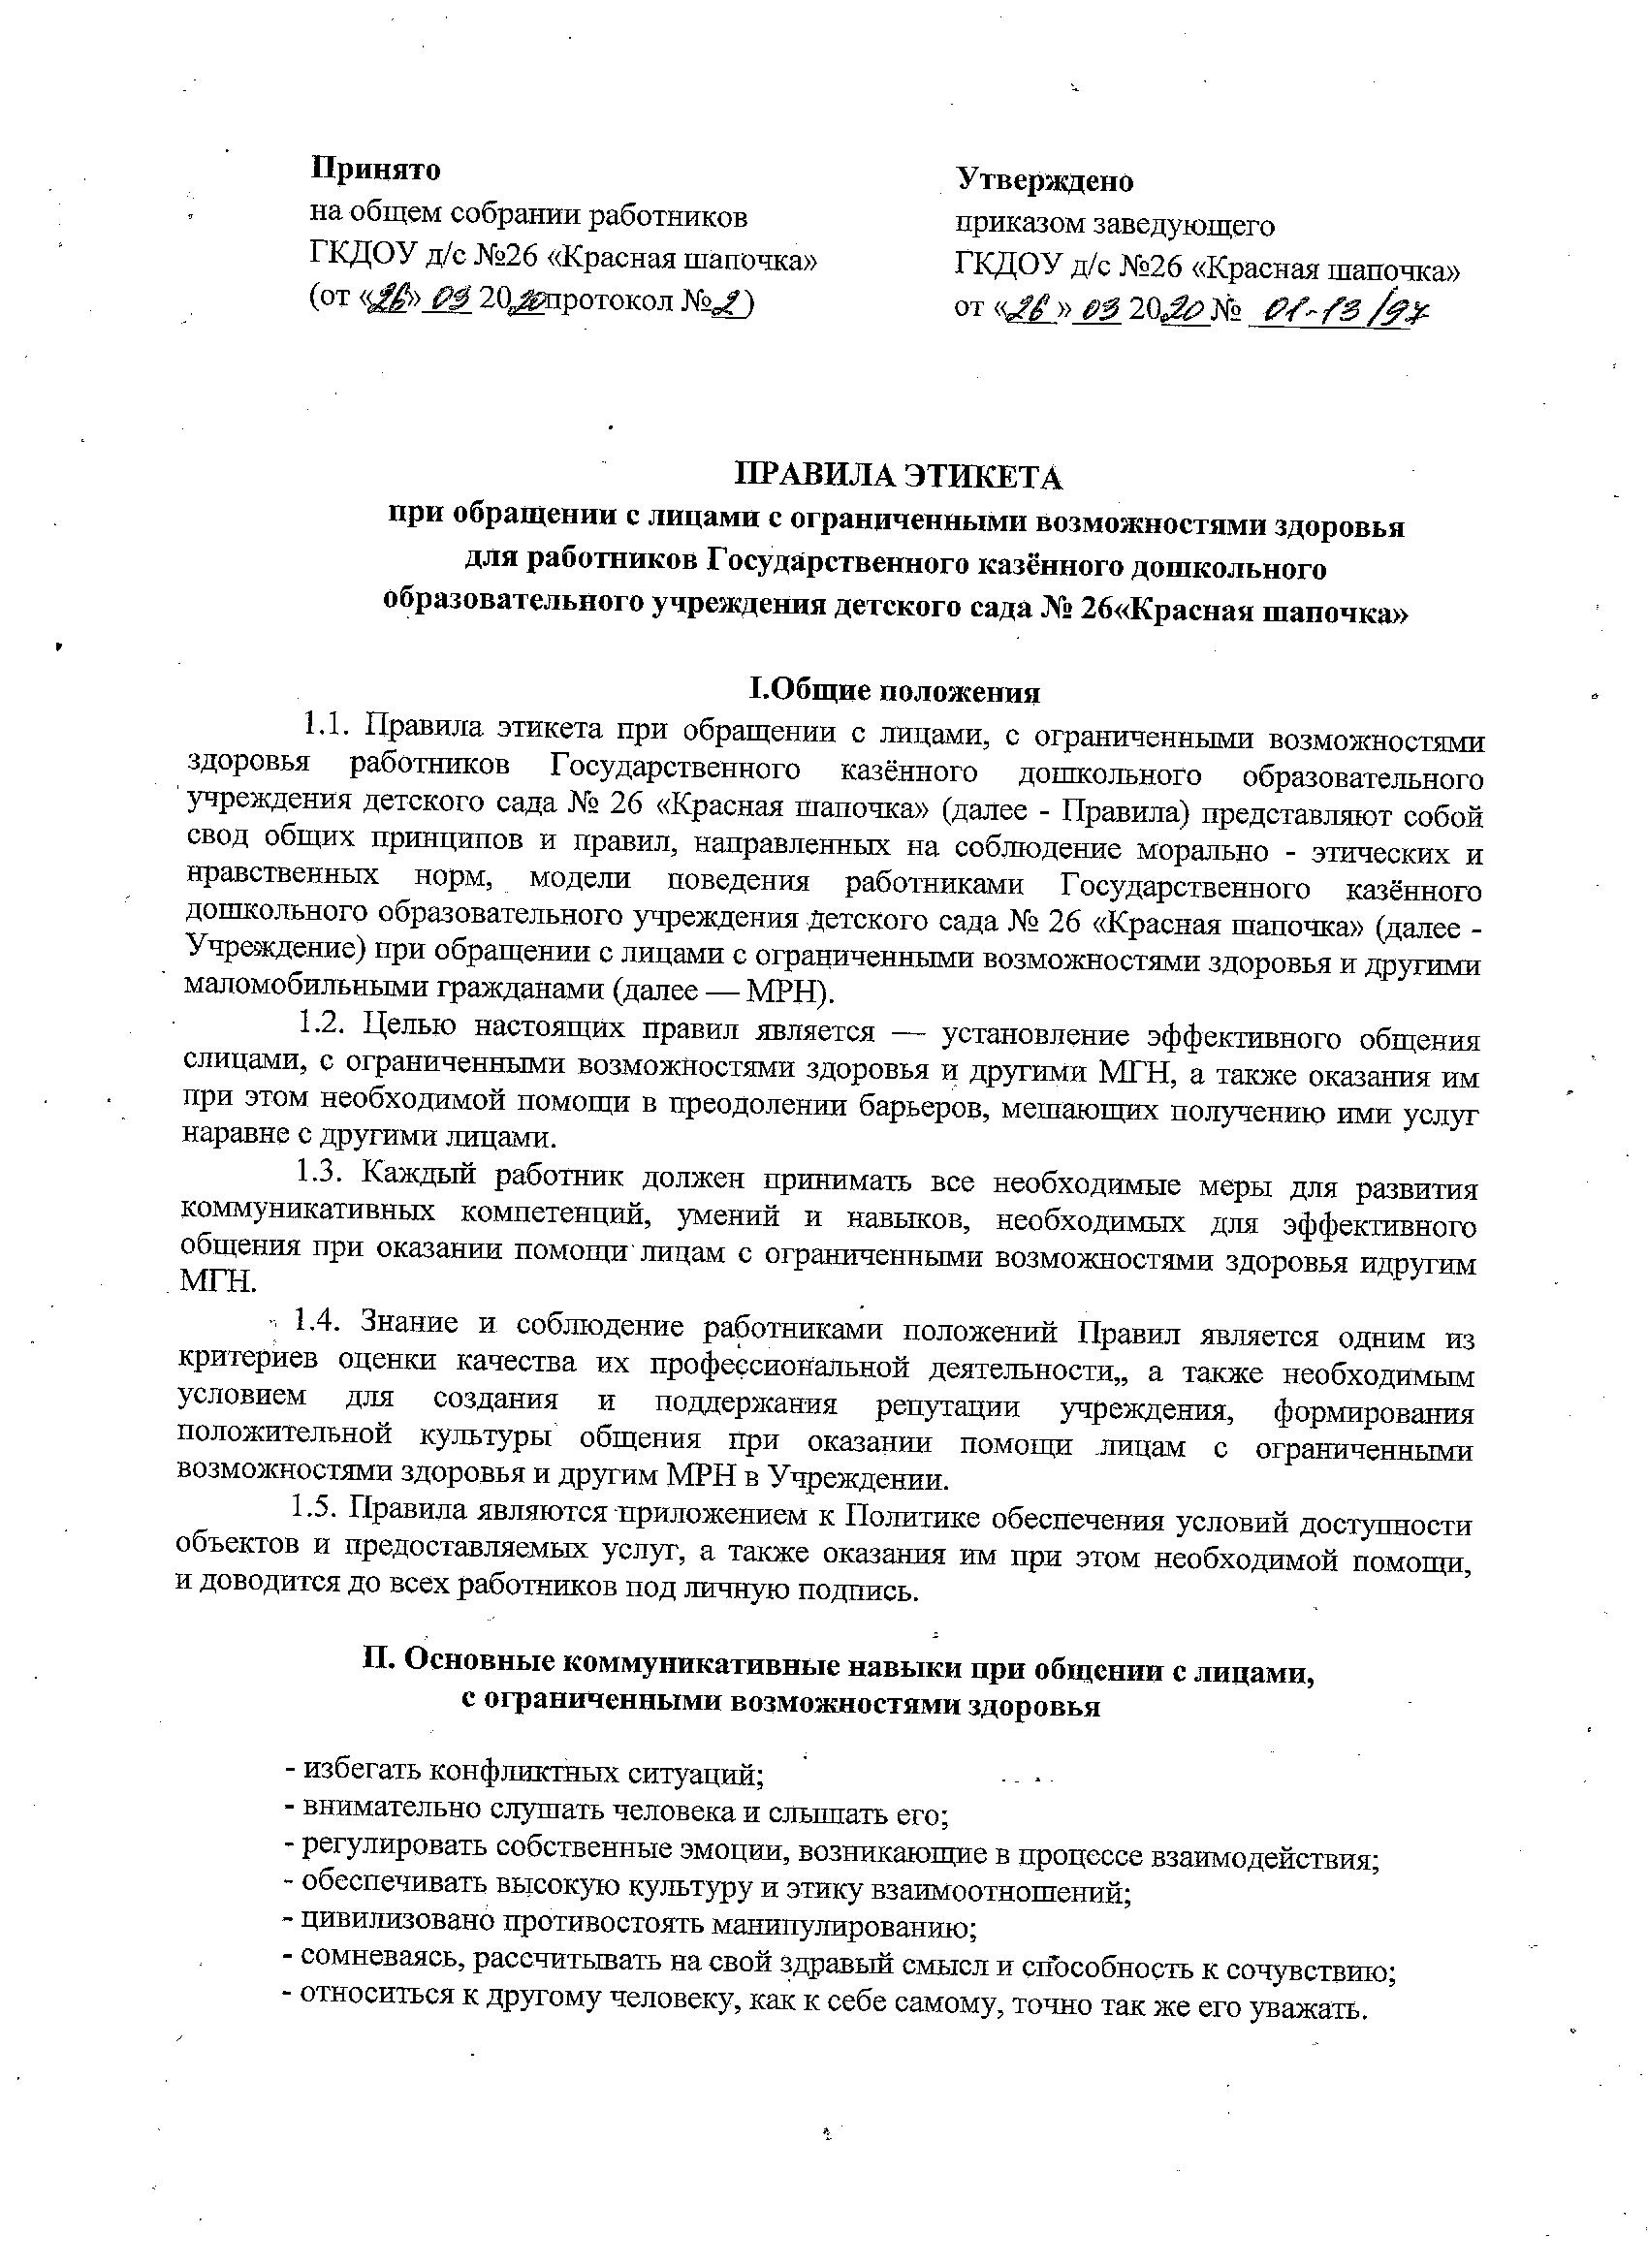 Принято
на общем собрании работников
ГКДОУ д/с №26 «Красная шапочка»
(от «26» 03 2020протокол №2)
Утверждено
приказом заведующего
ГКДОУ д/с №26 «Красная шапочка»
от «26» 03 2020 № 01-13/97
ПРАВИЛА ЭТИКЕТА
при обращении с лицами с ограниченными возможностями здоровья
для работников Государственного казённого дошкольного
образовательного учреждения детского сада № 26«Красная шапочка»
I.Общие положения
1.1. Правила этикета при обращении с лицами, с ограниченными возможностями
здоровья работников Государственного казённого дошкольного образовательного
учреждения детского сада № 26 «Красная шапочка» (далее - Правила) представляют собой
свод общих принципов и правил, направленных на соблюдение морально - этических и
нравственных норм, модели поведения работниками Государственного казённого
дошкольного образовательного учреждения детского сада № 26 «Красная шапочка» (далее -
Учреждение) при обращении с лицами с ограниченными возможностями здоровья и другими
маломобильными гражданами (далее — МРН).
1.2. Целью настоящих правил является — установление эффективного общения
слицами, с ограниченными возможностями здоровья и другими МГН, а также оказания им
при этом необходимой помощи в преодолении барьеров, мешающих получению ими услуг
наравне с другими лицами.
1.3. Каждый работник должен принимать все необходимые меры для развития
коммуникативных компетенций, умений и навыков, необходимых для эффективного
общения при оказании помощи лицам с ограниченными возможностями здоровья идругим
МГН.
1.4. Знание и соблюдение работниками положений Правил является одним из
критериев оценки качества их профессиональной деятельности,, а также необходимым
условием для создания и поддержания репутации учреждения, формирования
положительной культуры общения при оказании помощи лицам с ограниченными
возможностями здоровья и другим МРН в Учреждении.
1.5. Правила являются приложением к Политике обеспечения условий доступности
объектов и предоставляемых услуг, а также оказания им при этом необходимой помощи,
и доводится до всех работников под личную подпись.
II. Основные коммуникативные навыки при общении с лицами,
с ограниченными возможностями здоровья
- избегать конфликтных ситуаций;
- внимательно слушать человека и слышать его;
- регулировать собственные эмоции, возникающие в процессе взаимодействия;
- обеспечивать высокую культуру и этику взаимоотношений;
- цивилизовано противостоять манипулированию;
- сомневаясь, рассчитывать на свой здравый смысл и способность к сочувствию;
- относиться к другому человеку, как к себе самому, точно так же его уважать.